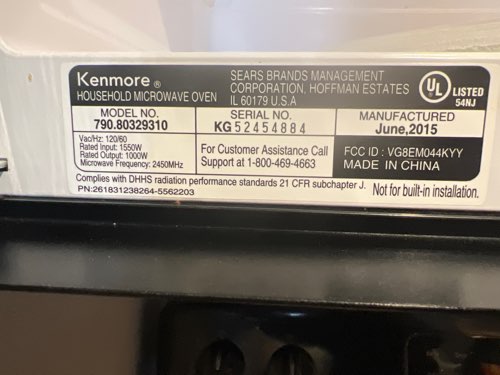 Kenmore ®
HOUSEHOLD MICROWAVE OVEN
SEARS BRANDS MANAGEMENT
CORPORATION, HOFFMAN ESTATES
IL 60179 U.S.A
UL LISTED
54NJ
MODEL NO.
790.80329310
SERIAL NO.
KG 52454884
MANUFACTURED
June,2015
Vac/Hz: 120/60
Rated Input: 1550W
Rated Output: 1000W
Microwave Frequency: 2450MHz
For Customer Assistance Call
Support at 1-800-469-4663
FCC ID : VG8EM044KYY
MADE IN CHINA
Complies with DHHS radiation performance standards 21 CFR subchapter J.
Not for built-in installation.
PN:261831238264-5562203